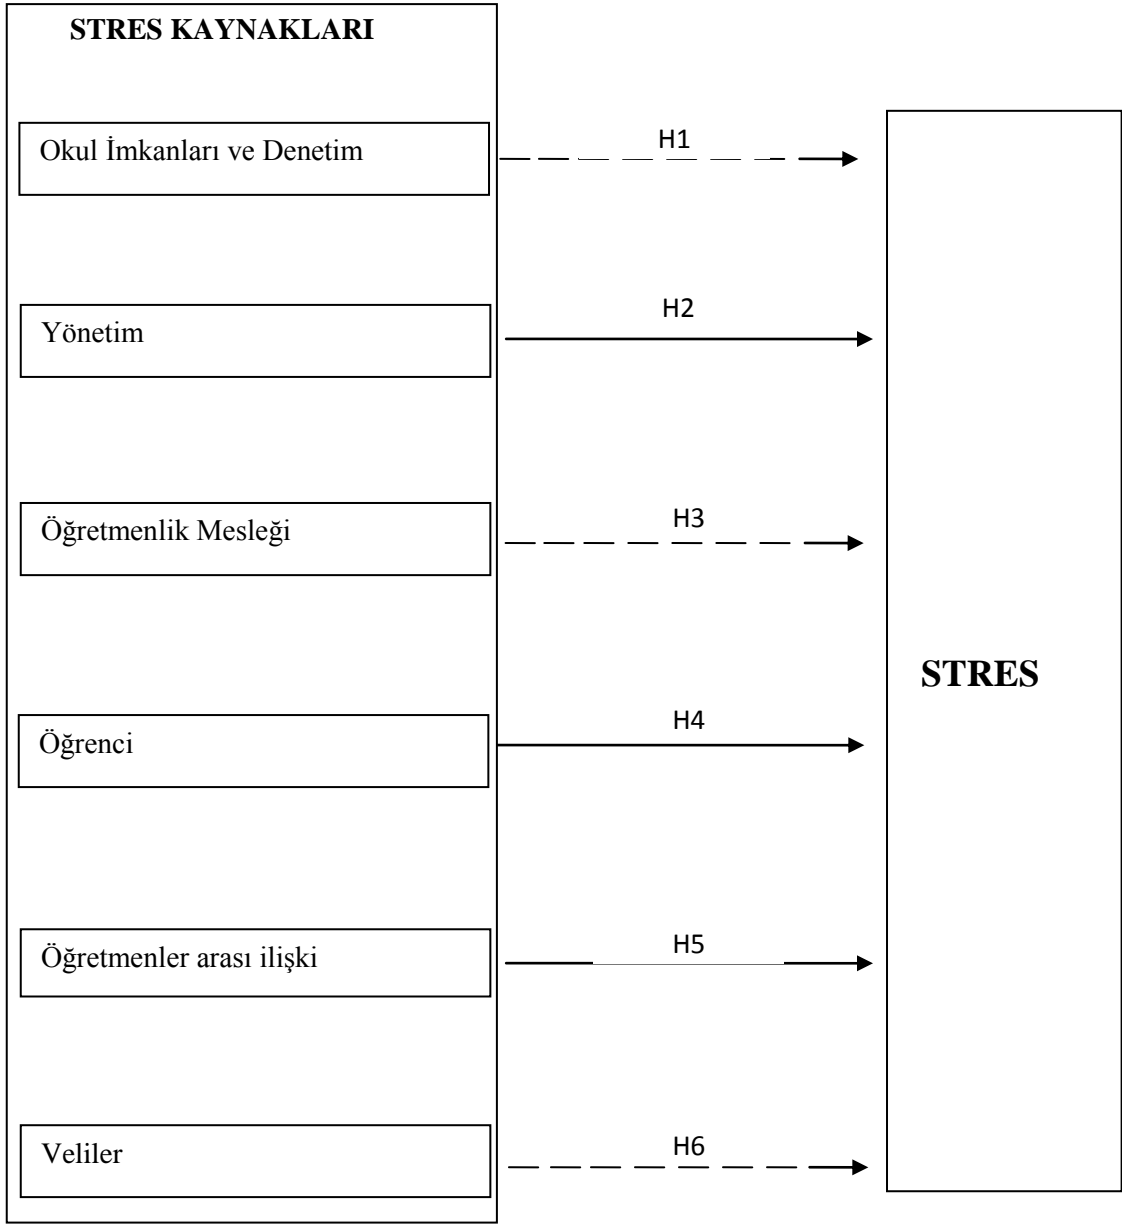 STRES KAYNAKLARI
Okul İmkanları ve Denetim
H1
Yönetim
H2
Öğretmenlik Mesleği
H3
STRES
Öğrenci
H4
Öğretmenler arası ilişki
H5
Veliler
H6